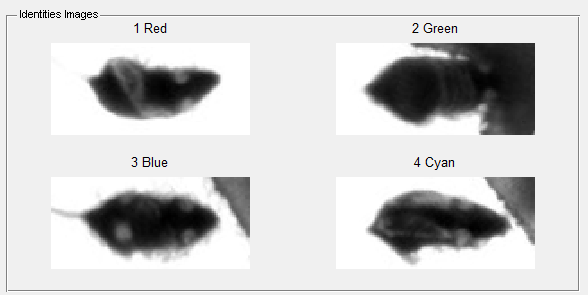 Identities Images
1 Red
2 Green
3 Blue
4 Cyan